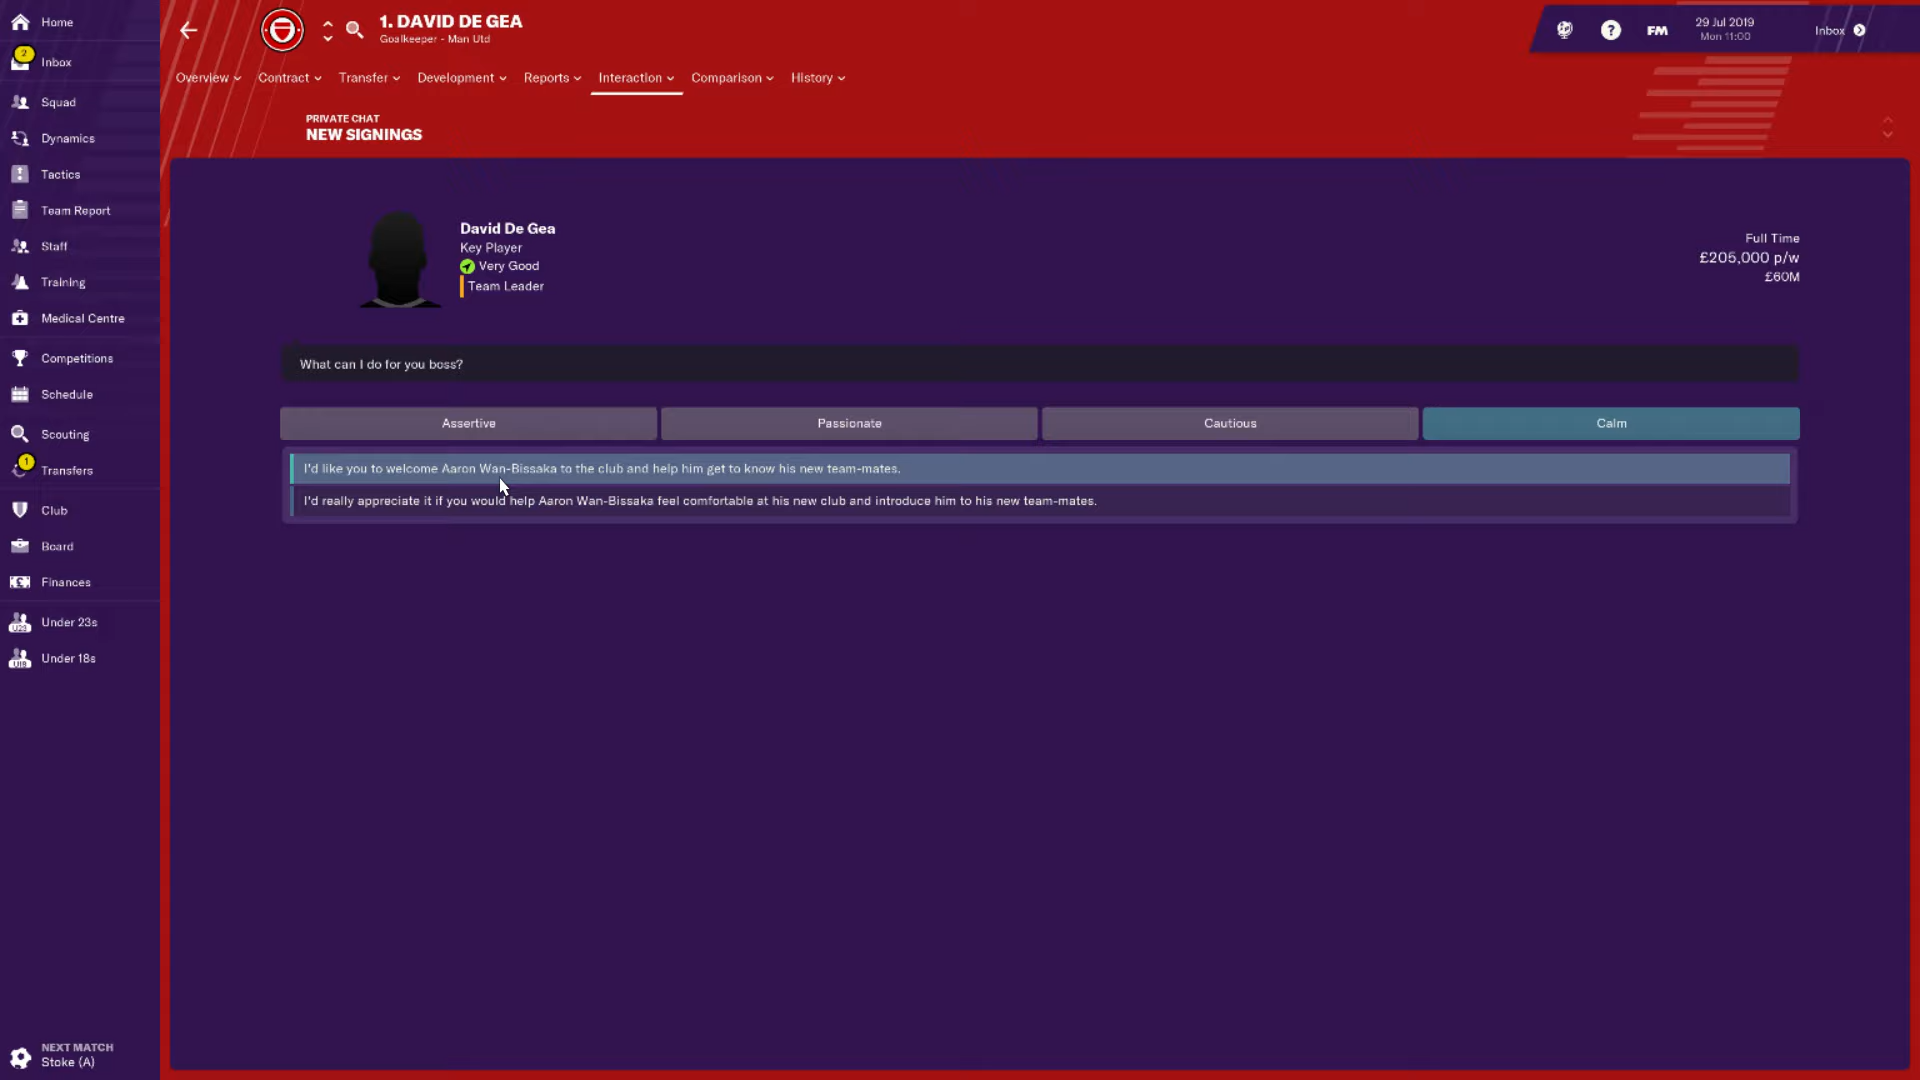 Home
2
Inbox
Squad
Dynamics
Tactics
Team Report
Staff
Training
Medical Centre
Competitions
Schedule
Scouting
1
Transfers
Club
Board
Finances
U23
Under 23s
U18
Under 18s
NEXT MATCH
Stoke (A)
1. DAVID DE GEA
Goalkeeper - Man Utd
? FM
29 Jul 2019
Mon 11:00
Inbox
Overview Contract Transfer Development Reports Interaction Comparison History
PRIVATE CHAT
NEW SIGNINGS
David De Gea
Key Player
Very Good
Team Leader
Full Time
£205,000 p/w
£60M
What can I do for you boss?
Assertive Passionate Cautious Calm
I'd like you to welcome Aaron Wan-Bissaka to the club and help him get to know his new team-mates.
I'd really appreciate it if you would help Aaron Wan-Bissaka feel comfortable at his new club and introduce him to his new team-mates.